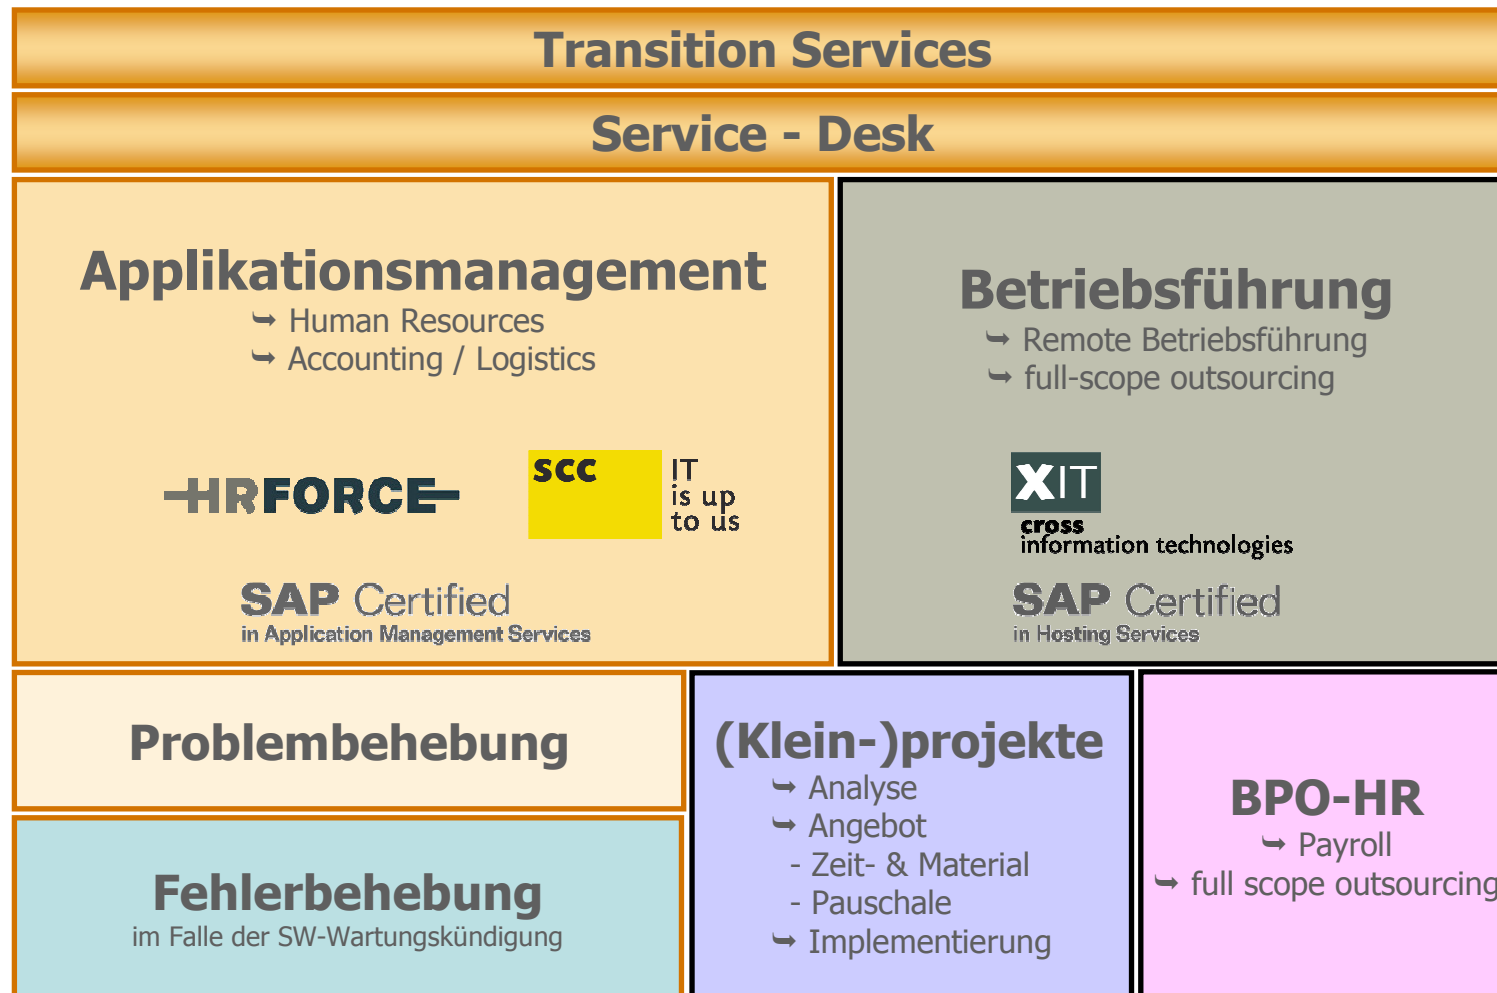 Transition Services
Service - Desk
Applikationsmanagement
➥ Human Resources
➥ Accounting / Logistics
HRFORCE
scc
IT
is up
to us
SAP Certified
in Application Management Services
Betriebsführung
➥ Remote Betriebsführung
➥ full-scope outsourcing
XIT
cross
information technologies
SAP Certified
in Hosting Services
Problembehebung
Fehlerbehebung
im Falle der SW-Wartungskündigung
(Klein-)projekte
➥ Analyse
➥ Angebot
- Zeit- & Material
- Pauschale
➥ Implementierung
BPO-HR
➥ Payroll
➥ full scope outsourcing